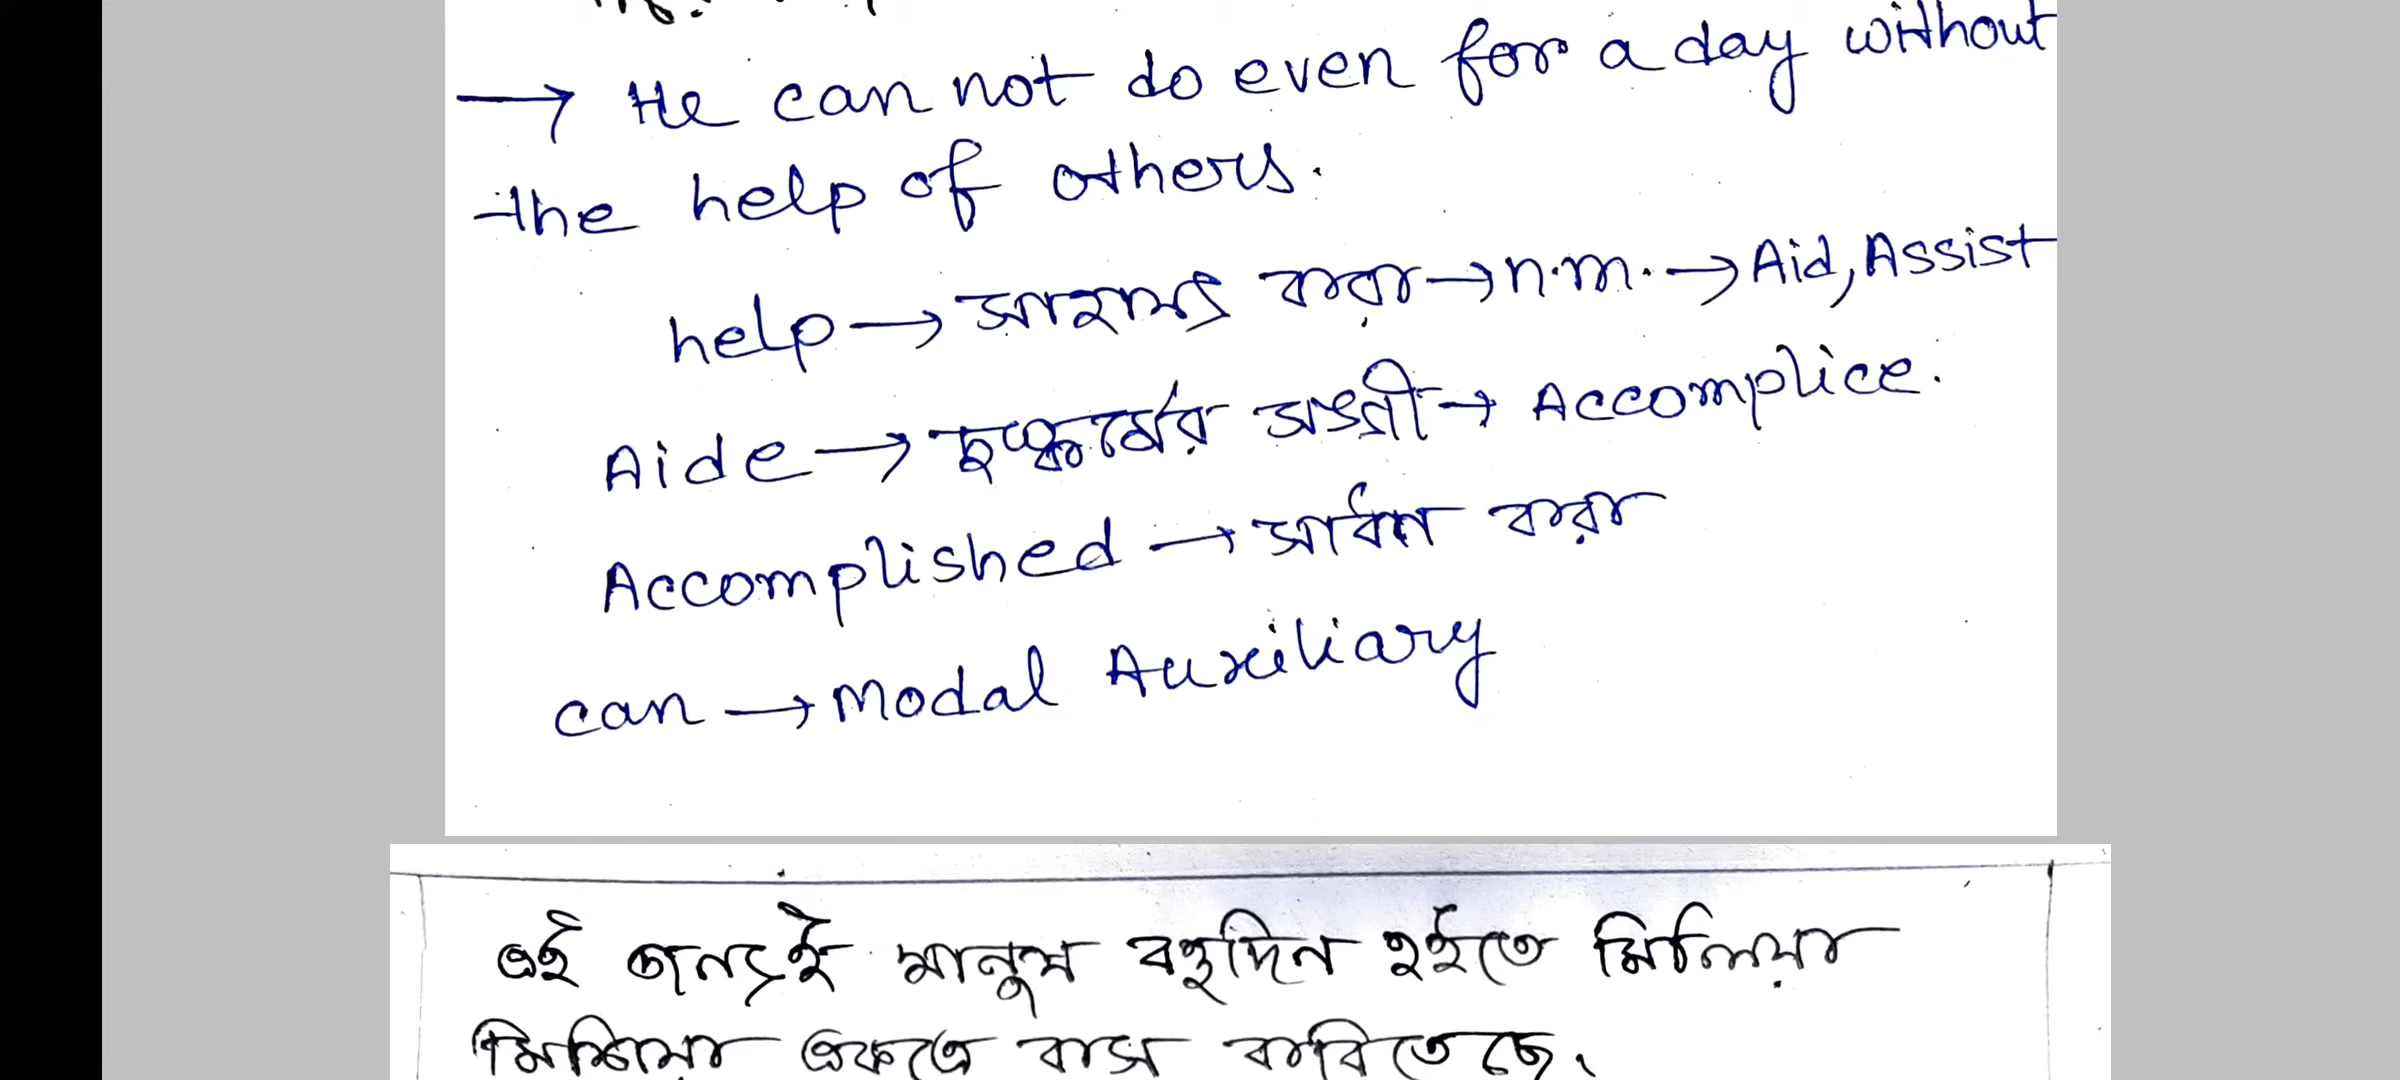 → He can not do even for a day without
the help of others.
help → সাহায্য করা → n.m. → Aid, Assist
Aide → দুষ্কর্মের সঙ্গী → Accomplice.
Accomplished → সাধন করা
can → Modal Auxiliary
এই জন্যই মানুষ বহুদিন হইতে মিলিয়া
মিশিয়া একত্রে বাস করিতেছে।